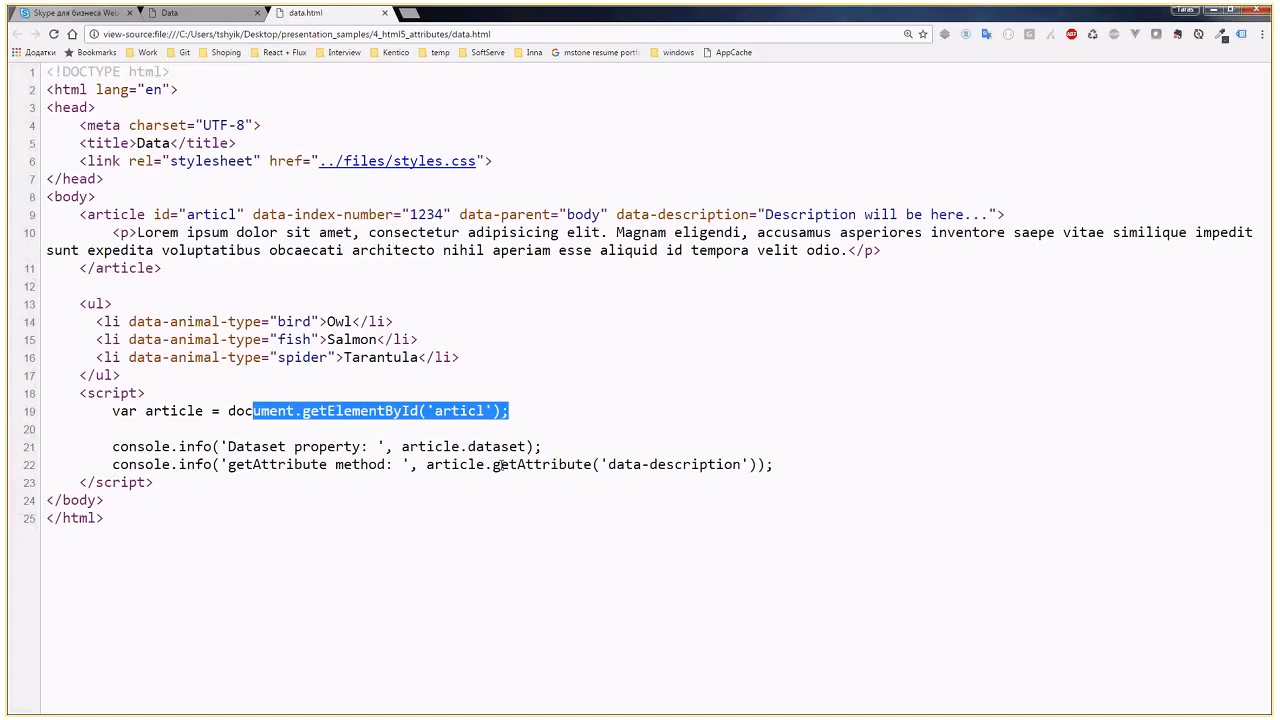 Skype для бизнеса Web
Data
data.html
Taras
view-source:file:///C:/Users/tshyik/Desktop/presentation_samples/4_html5_attributes/data.html
Додатки Bookmarks Work Git Shoping React + Flux Interview Kentico temp SoftServe Inna mstone resume portf windows AppCache
1 <!DOCTYPE html>
2 <html lang="en">
3 <head>
4 <meta charset="UTF-8">
5 <title>Data</title>
6 <link rel="stylesheet" href="../files/styles.css">
7 </head>
8 <body>
9 <article id="articl" data-index-number="1234" data-parent="body" data-description="Description will be here...">
10 <p>Lorem ipsum dolor sit amet, consectetur adipisicing elit. Magnam eligendi, accusamus asperiores inventore saepe vitae similique impedit
sunt expedita voluptatibus obcaecati architecto nihil aperiam esse aliquid id tempora velit odio.</p>
11 </article>
12
13 <ul>
14 <li data-animal-type="bird">Owl</li>
15 <li data-animal-type="fish">Salmon</li>
16 <li data-animal-type="spider">Tarantula</li>
17 </ul>
18 <script>
19 var article = document.getElementById('articl');
20
21 console.info('Dataset property: ', article.dataset);
22 console.info('getAttribute method: ', article.getAttribute('data-description'));
23 </script>
24 </body>
25 </html>